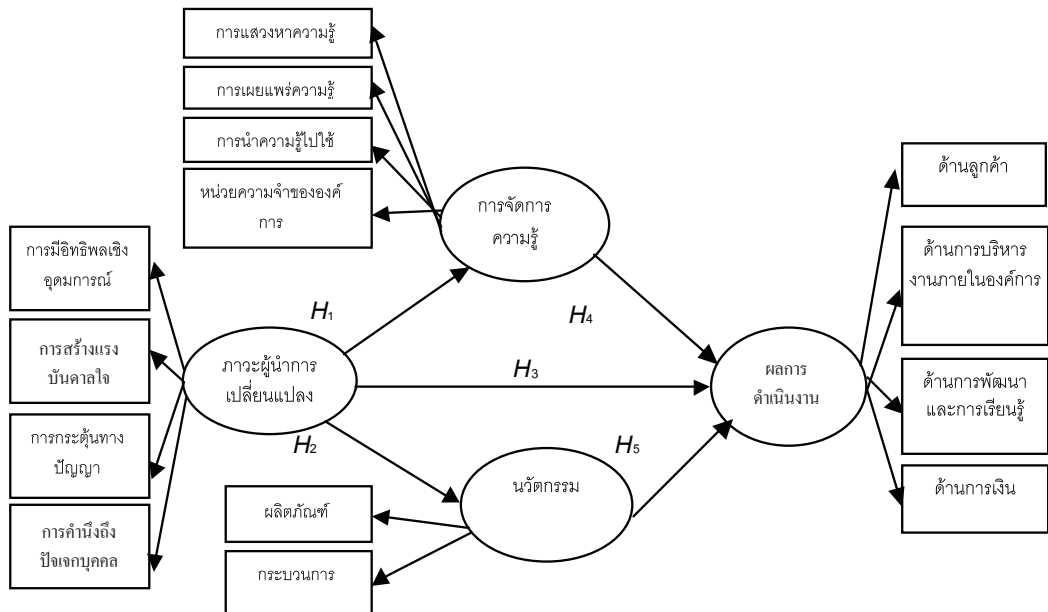 การแสวงหาความรู้
การเผยแพร่ความรู้
การนำความรู้ไปใช้
หน่วยความจำขององค์
การ
การจัดการ
ความรู้
ด้านลูกค้า
ด้านการบริหาร
งานภายในองค์การ
การมีอิทธิพลเชิง
อุดมการณ์
H1
H4
การสร้างแรง
บันดาลใจ
ภาวะผู้นำการ
เปลี่ยนแปลง
H3
ผลการ
ดำเนินงาน
ด้านการพัฒนา
และการเรียนรู้
การกระตุ้นทาง
ปัญญา
H2
H5
นวัตกรรม
ด้านการเงิน
ผลิตภัณฑ์
การคำนึงถึง
ปัจเจกบุคคล
กระบวนการ